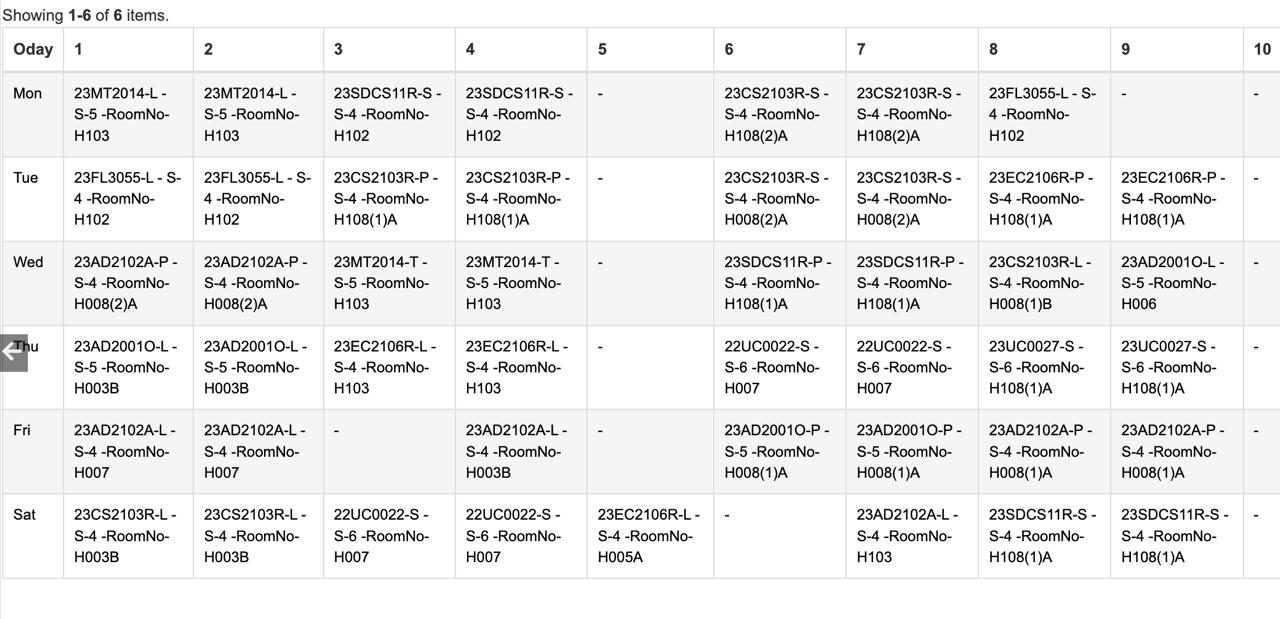 Showing 1-6 of 6 items.
Oday 1 2 3 4 5 6 7 8 9 10
Mon 23MT2014-L - 23MT2014-L - 23SDCS11R-S - 23SDCS11R-S - - 23CS2103R-S - 23CS2103R-S - 23FL3055-L - S- - -
S-5 -RoomNo- S-5 -RoomNo- S-4 -RoomNo- S-4 -RoomNo- S-4 -RoomNo- S-4 -RoomNo- 4 -RoomNo-
H103 H103 H102 H102 H108(2)A H108(2)A H102
Tue 23FL3055-L - S- 23FL3055-L - S- 23CS2103R-P - 23CS2103R-P - - 23CS2103R-S - 23CS2103R-S - 23EC2106R-P - 23EC2106R-P - -
4 -RoomNo- 4 -RoomNo- S-4 -RoomNo- S-4 -RoomNo- S-4 -RoomNo- S-4 -RoomNo- S-4 -RoomNo- S-4 -RoomNo-
H102 H102 H108(1)A H108(1)A H008(2)A H008(2)A H108(1)A H108(1)A
Wed 23AD2102A-P - 23AD2102A-P - 23MT2014-T - 23MT2014-T - - 23SDCS11R-P - 23SDCS11R-P - 23CS2103R-L - 23AD2001O-L - -
S-4 -RoomNo- S-4 -RoomNo- S-5 -RoomNo- S-5 -RoomNo- S-4 -RoomNo- S-4 -RoomNo- S-4 -RoomNo- S-5 -RoomNo-
H008(2)A H008(2)A H103 H103 H108(1)A H108(1)A H008(1)B H006
Thu 23AD2001O-L - 23AD2001O-L - 23EC2106R-L - 23EC2106R-L - - 22UC0022-S - 22UC0022-S - 23UC0027-S - 23UC0027-S - -
S-5 -RoomNo- S-5 -RoomNo- S-4 -RoomNo- S-4 -RoomNo- S-6 -RoomNo- S-6 -RoomNo- S-6 -RoomNo- S-6 -RoomNo-
H003B H003B H103 H103 H007 H007 H108(1)A H108(1)A
Fri 23AD2102A-L - 23AD2102A-L - - 23AD2102A-L - - 23AD2001O-P - 23AD2001O-P - 23AD2102A-P - 23AD2102A-P - -
S-4 -RoomNo- S-4 -RoomNo- S-4 -RoomNo- S-5 -RoomNo- S-5 -RoomNo- S-4 -RoomNo- S-4 -RoomNo-
H007 H007 H003B H008(1)A H008(1)A H008(1)A H008(1)A
Sat 23CS2103R-L - 23CS2103R-L - 22UC0022-S - 22UC0022-S - 23EC2106R-L - - 23AD2102A-L - 23SDCS11R-S - 23SDCS11R-S - -
S-4 -RoomNo- S-4 -RoomNo- S-6 -RoomNo- S-6 -RoomNo- S-4 -RoomNo- S-4 -RoomNo- S-4 -RoomNo- S-4 -RoomNo-
H003B H003B H007 H007 H005A H103 H108(1)A H108(1)A